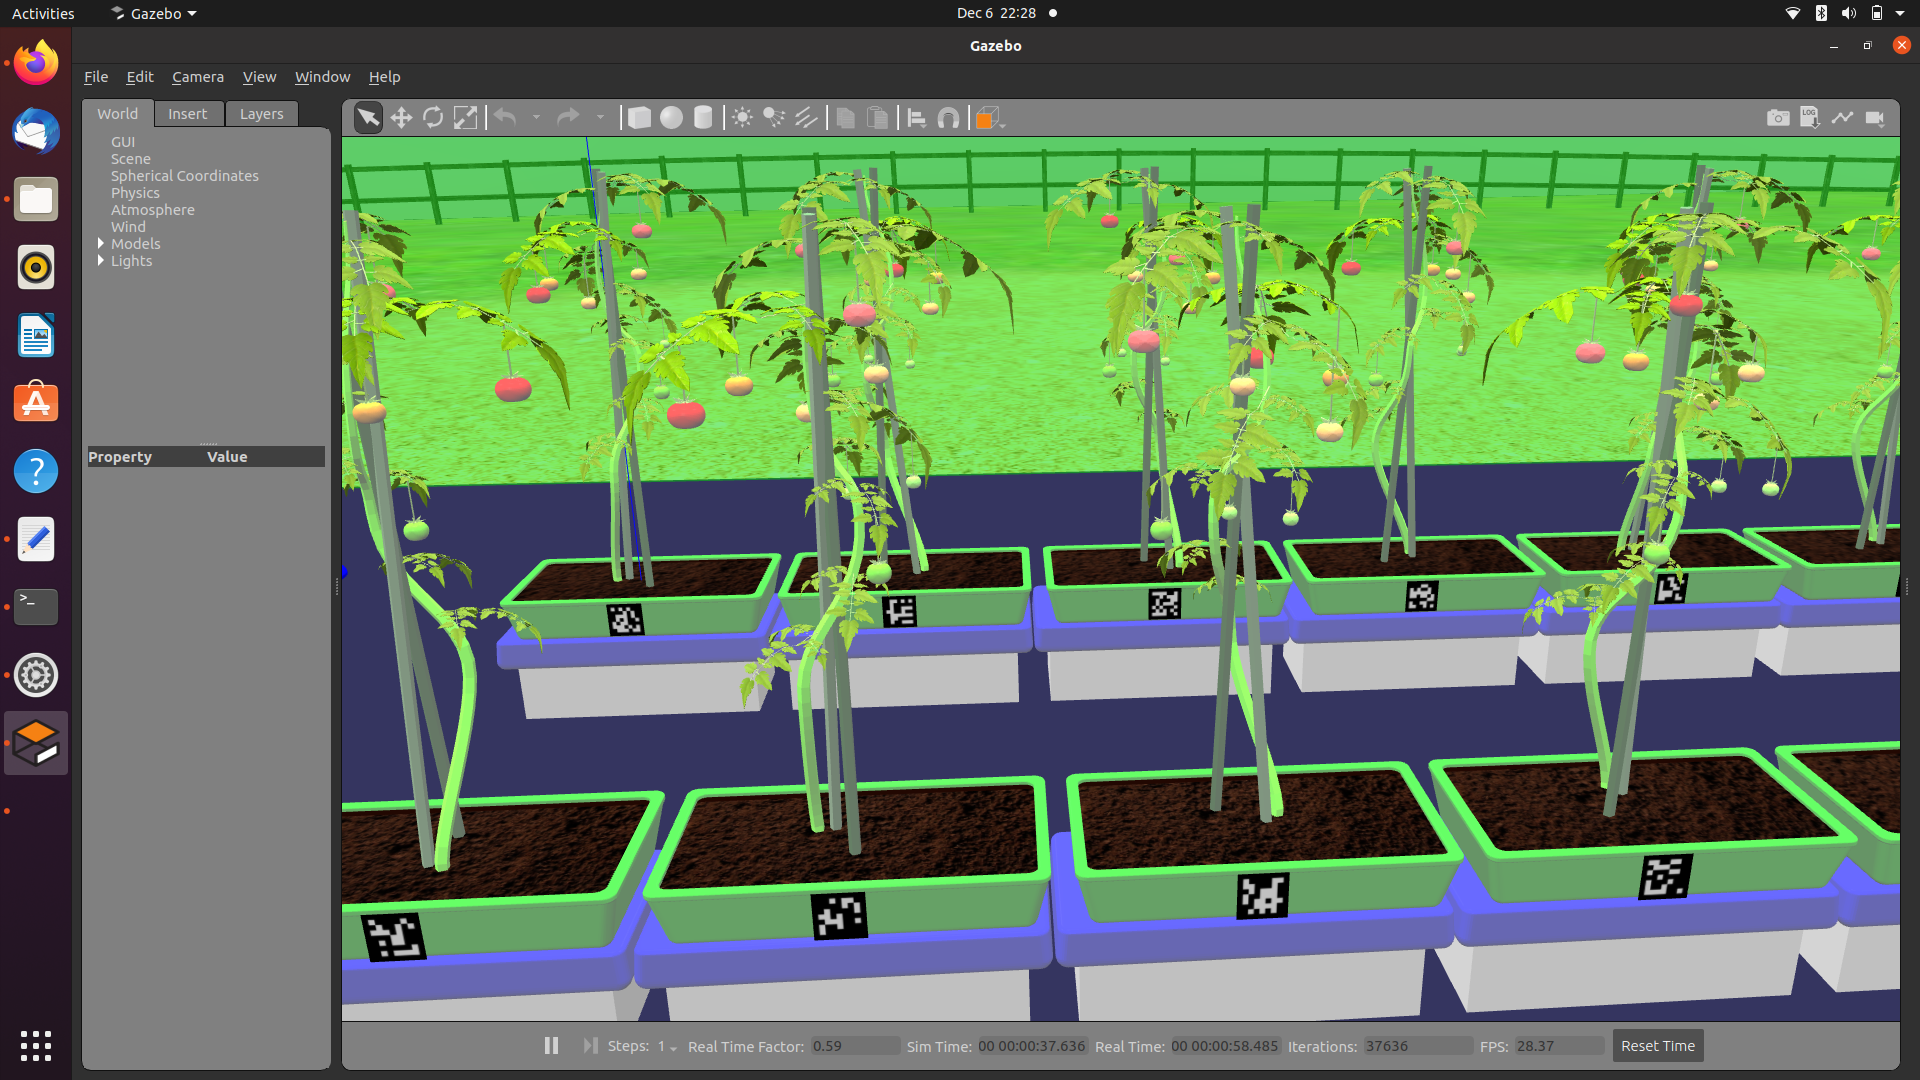 Activities Gazebo Dec 6 22:28
Gazebo
File Edit Camera View Window Help
World Insert Layers
GUI
Scene
Spherical Coordinates
Physics
Atmosphere
Wind
Models
Lights
Property Value
LOG
Steps: 1 Real Time Factor: 0.59 Sim Time: 00 00:00:37.636 Real Time: 00 00:00:58.485 Iterations: 37636 FPS: 28.37 Reset Time